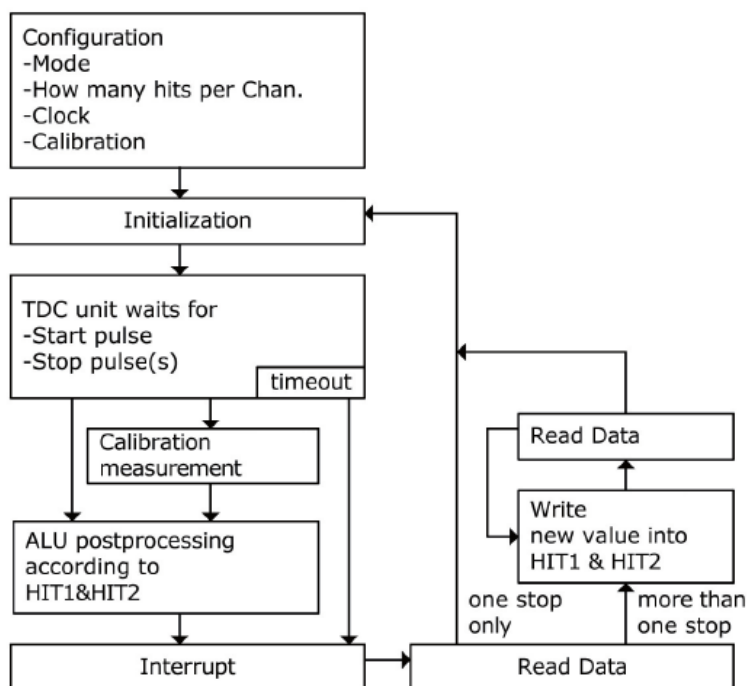 Configuration
-Mode
-How many hits per Chan.
-Clock
-Calibration
Initialization
TDC unit waits for
-Start pulse
-Stop pulse(s)
timeout
Calibration
measurement
ALU postprocessing
according to
HIT1&HIT2
Interrupt
Read Data
Write
new value into
HIT1 & HIT2
one stop
only
more than
one stop
Read Data